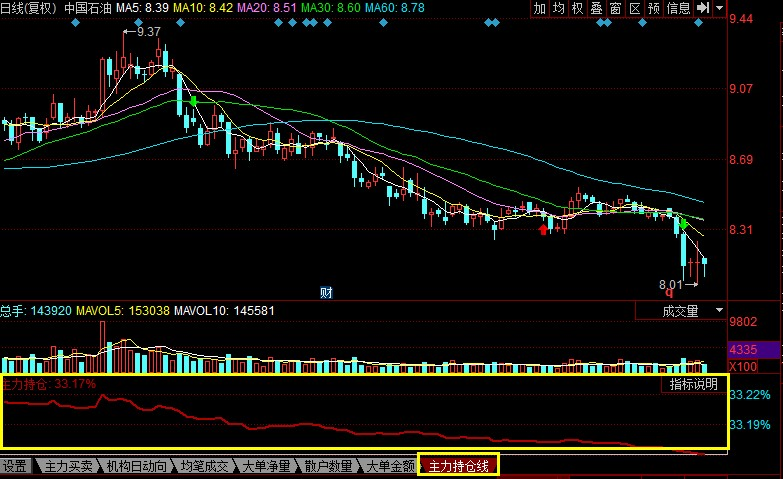 日线(复权) 中国石油 MA5: 8.39 MA10: 8.42 MA20: 8.51 MA30: 8.60 MA60: 8.78 加 均 权 叠 窗 区 预 信息
9.44
9.37
9.07
8.69
8.31
8.01
q
财
总手: 143920 MAVOL5: 153038 MAVOL10: 145581 成交量
9802
4335
X100
主力持仓: 33.17% 指标说明
33.22%
33.19%
设置 主力买卖 机构日动向 均笔成交 大单净量 散户数量 大单金额 主力持仓线